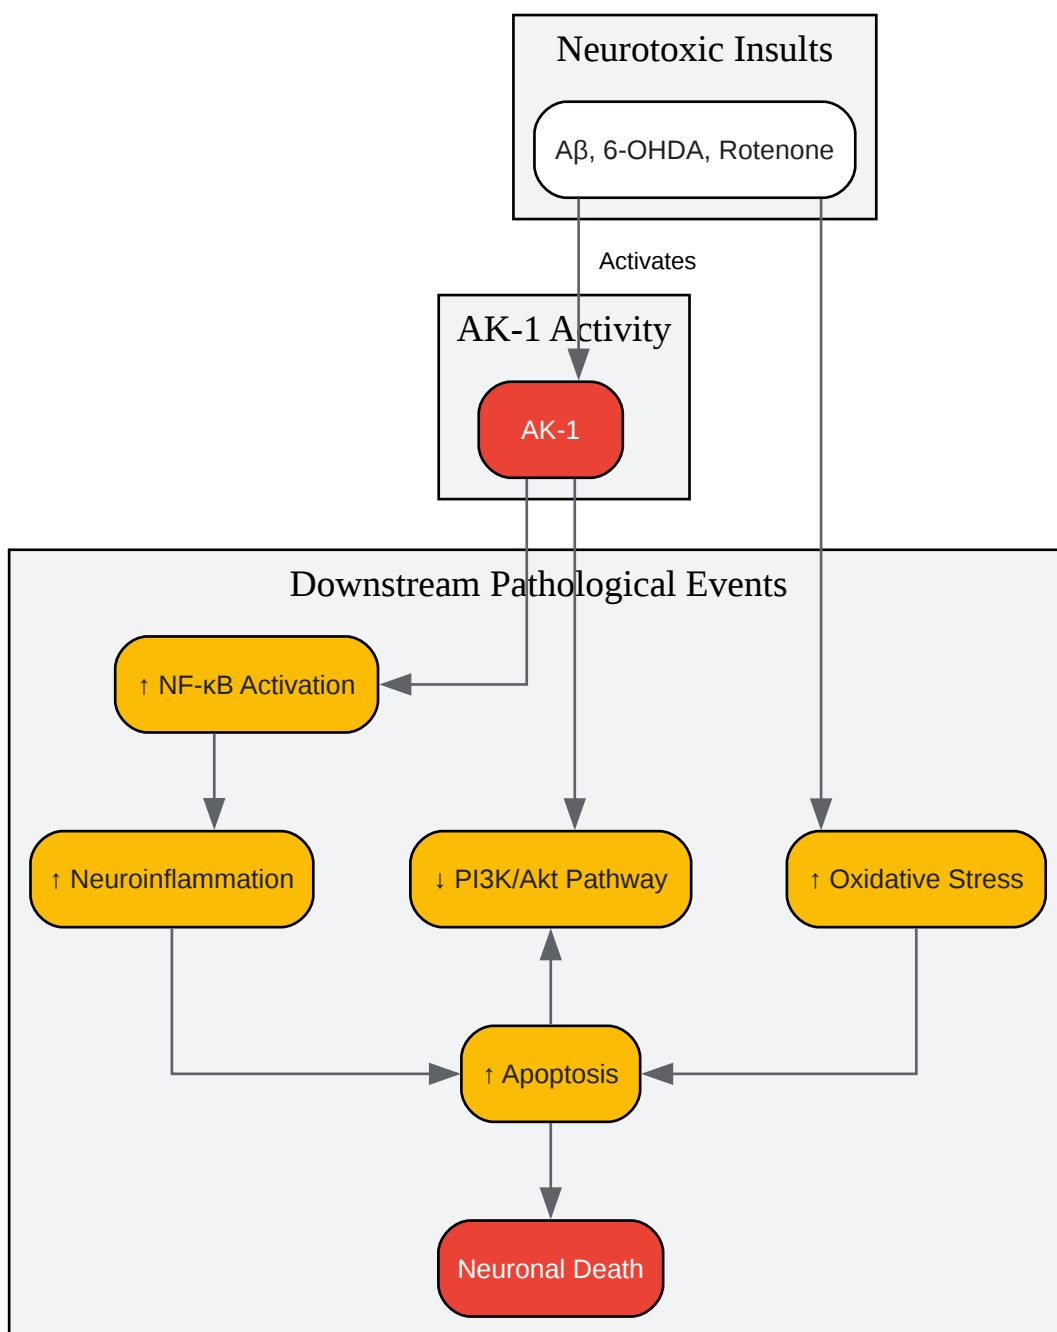 Neurotoxic Insults
Aβ, 6-OHDA, Rotenone
Activates
AK-1 Activity
AK-1
Downstream Pathological Events
↑ NF-κB Activation
↑ Neuroinflammation
↓ PI3K/Akt Pathway
↑ Oxidative Stress
↑ Apoptosis
Neuronal Death